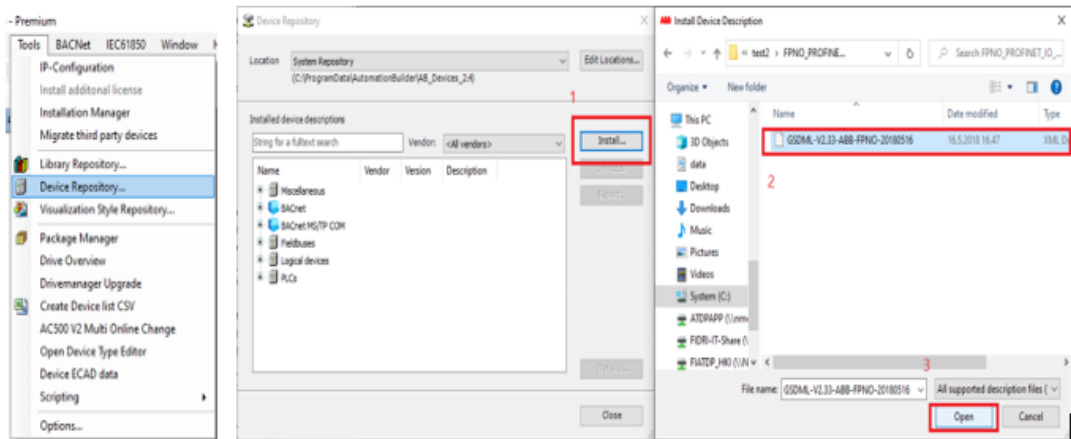 - Premium
Tools BACNet IEC61850 Window
IP-Configuration
Install additonal license
Installation Manager
Migrate third party devices
Library Repository...
Device Repository...
Visualization Style Repository...
Package Manager
Drive Overview
Drivemanager Upgrade
Create Device list CSV
AC500 V2 Multi Online Change
Open Device Type Editor
Device ECAD data
Scripting
Options...
Device Repository
Location System Repository Edit Locations...
(C:\ProgramData\AutomationBuilder\AB_Devices_2.4)
1
Installed device descriptions
String for a fulltext search Vendor: <All vendors> Install...
Name Vendor Version Description
Miscellaneous
BACnet
BACnet MS/TP COM
Fieldbuses
Logical devices
PLCs
Details...
Close
Install Device Description
« test2 > FPNO_PROFINE... Search FPNO_PROFINET_IO_...
Organize New folder
Name Date modified Type
GSDML-V2.33-ABB-FPNO-20180516 16.5.2018 16.47 XML D
2
This PC
3D Objects
data
Desktop
Downloads
Music
Pictures
Videos
System (C:)
ATDPAPP
FIDRI-IT-Share
FIATDP_HKI
3
File name: GSDML-V2.33-ABB-FPNO-20180516 All supported description files (
Open Cancel